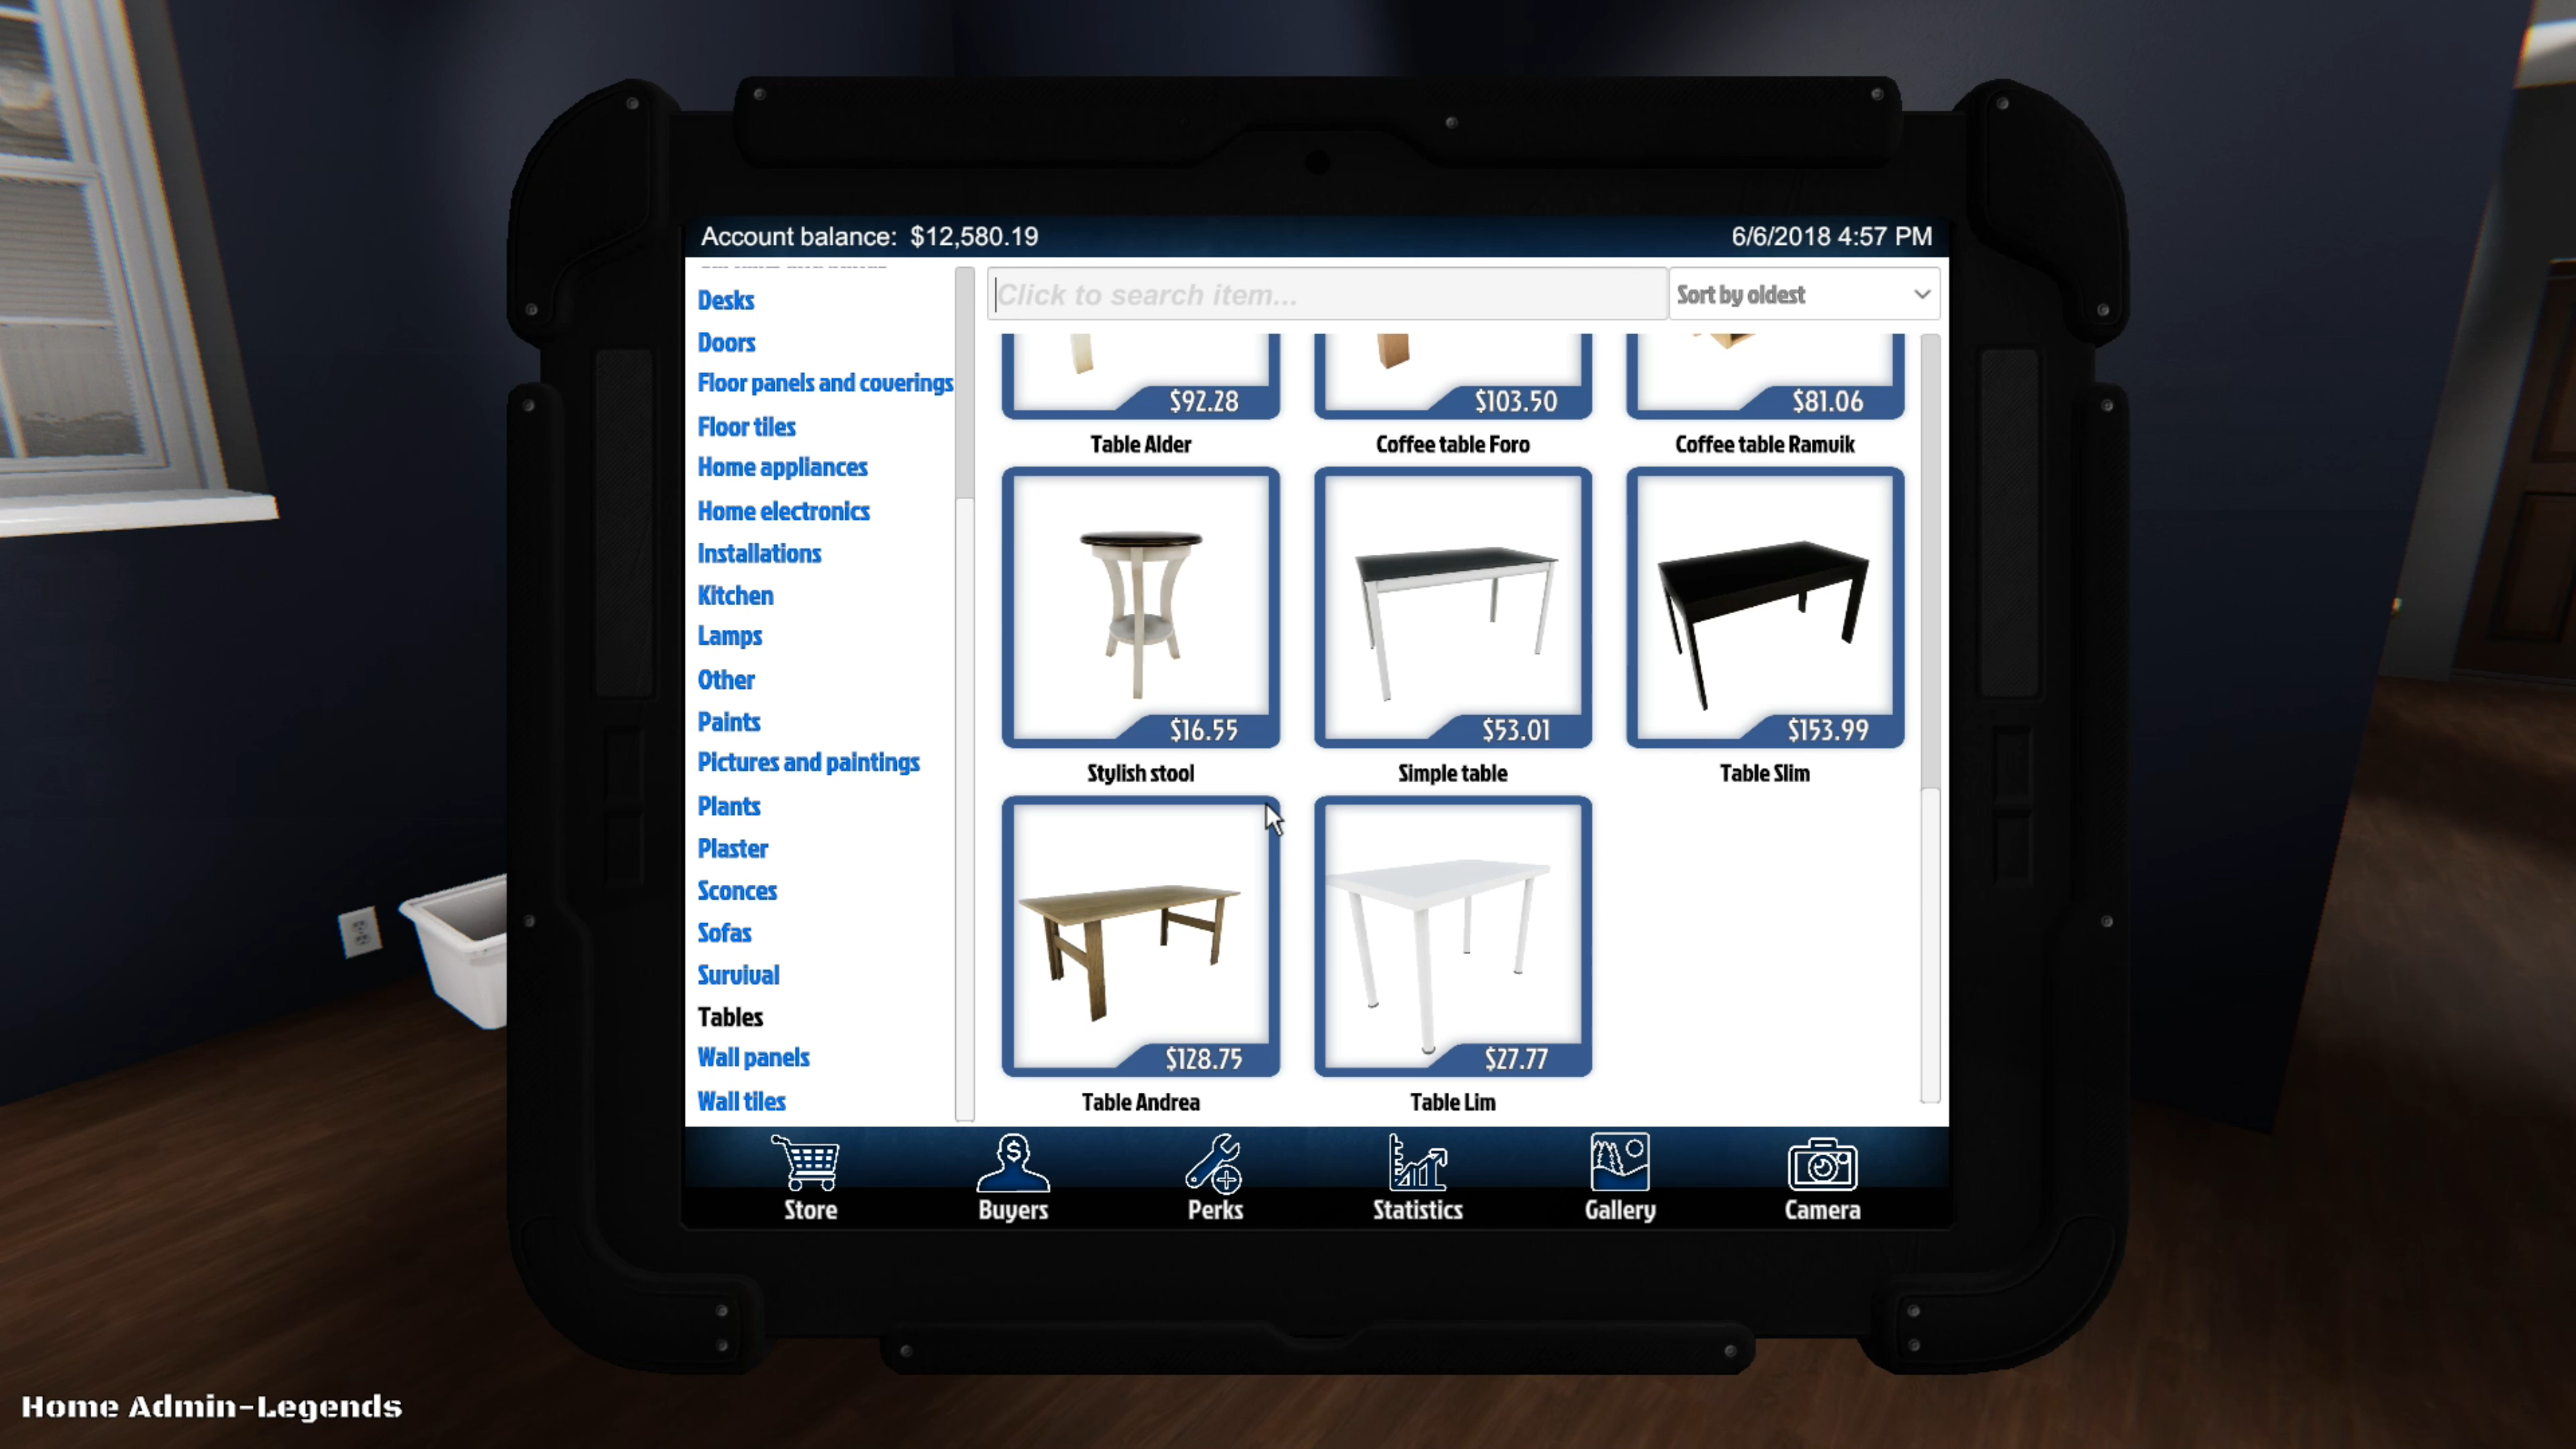 Account balance: $12,580.19
6/6/2018 4:57 PM
Click to search item...
Sort by oldest
Desks
Doors
Floor panels and coverings
Floor tiles
Home appliances
Home electronics
Installations
Kitchen
Lamps
Other
Paints
Pictures and paintings
Plants
Plaster
Sconces
Sofas
Survival
Tables
Wall panels
Wall tiles
$92.28
$103.50
$81.06
Table Alder
Coffee table Foro
Coffee table Ramuik
$16.55
$53.01
$153.99
Stylish stool
Simple table
Table Slim
$128.75
$27.77
Table Andrea
Table Lim
Store
Buyers
Perks
Statistics
Gallery
Camera
Home Admin-Legends